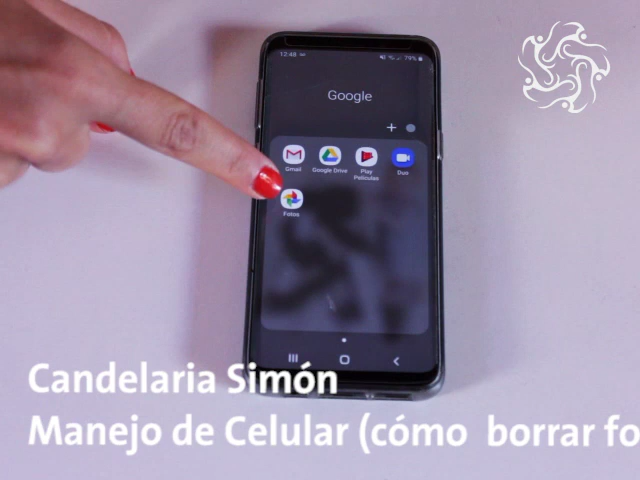 12:48
79%
Google
Gmail
Google Drive
Play Películas
Duo
Fotos
Candelaria Simón
Manejo de Celular (cómo borrar fo